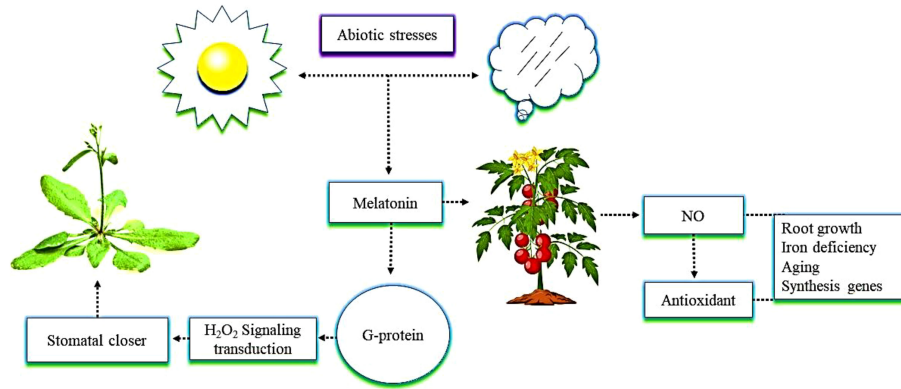 Abiotic stresses
Melatonin
NO
Root growth
Iron deficiency
Aging
Synthesis genes
Antioxidant
G-protein
H₂O₂ Signaling
transduction
Stomatal closer